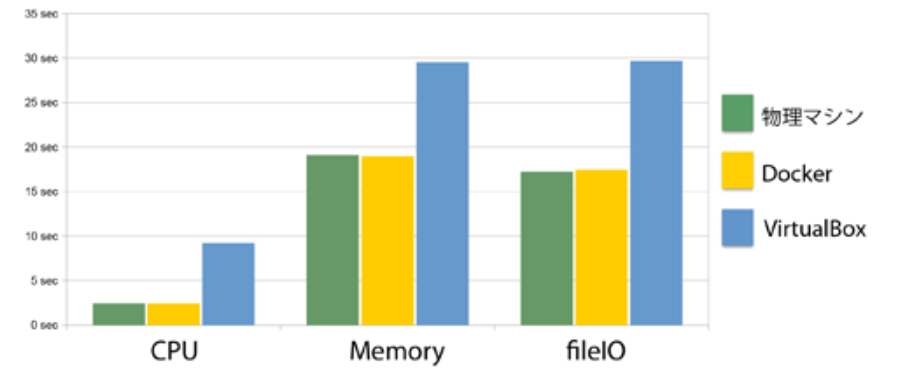 35 sec
30 sec
25 sec
20 sec
15 sec
10 sec
5 sec
0 sec
CPU
Memory
fileIO
物理マシン
Docker
VirtualBox